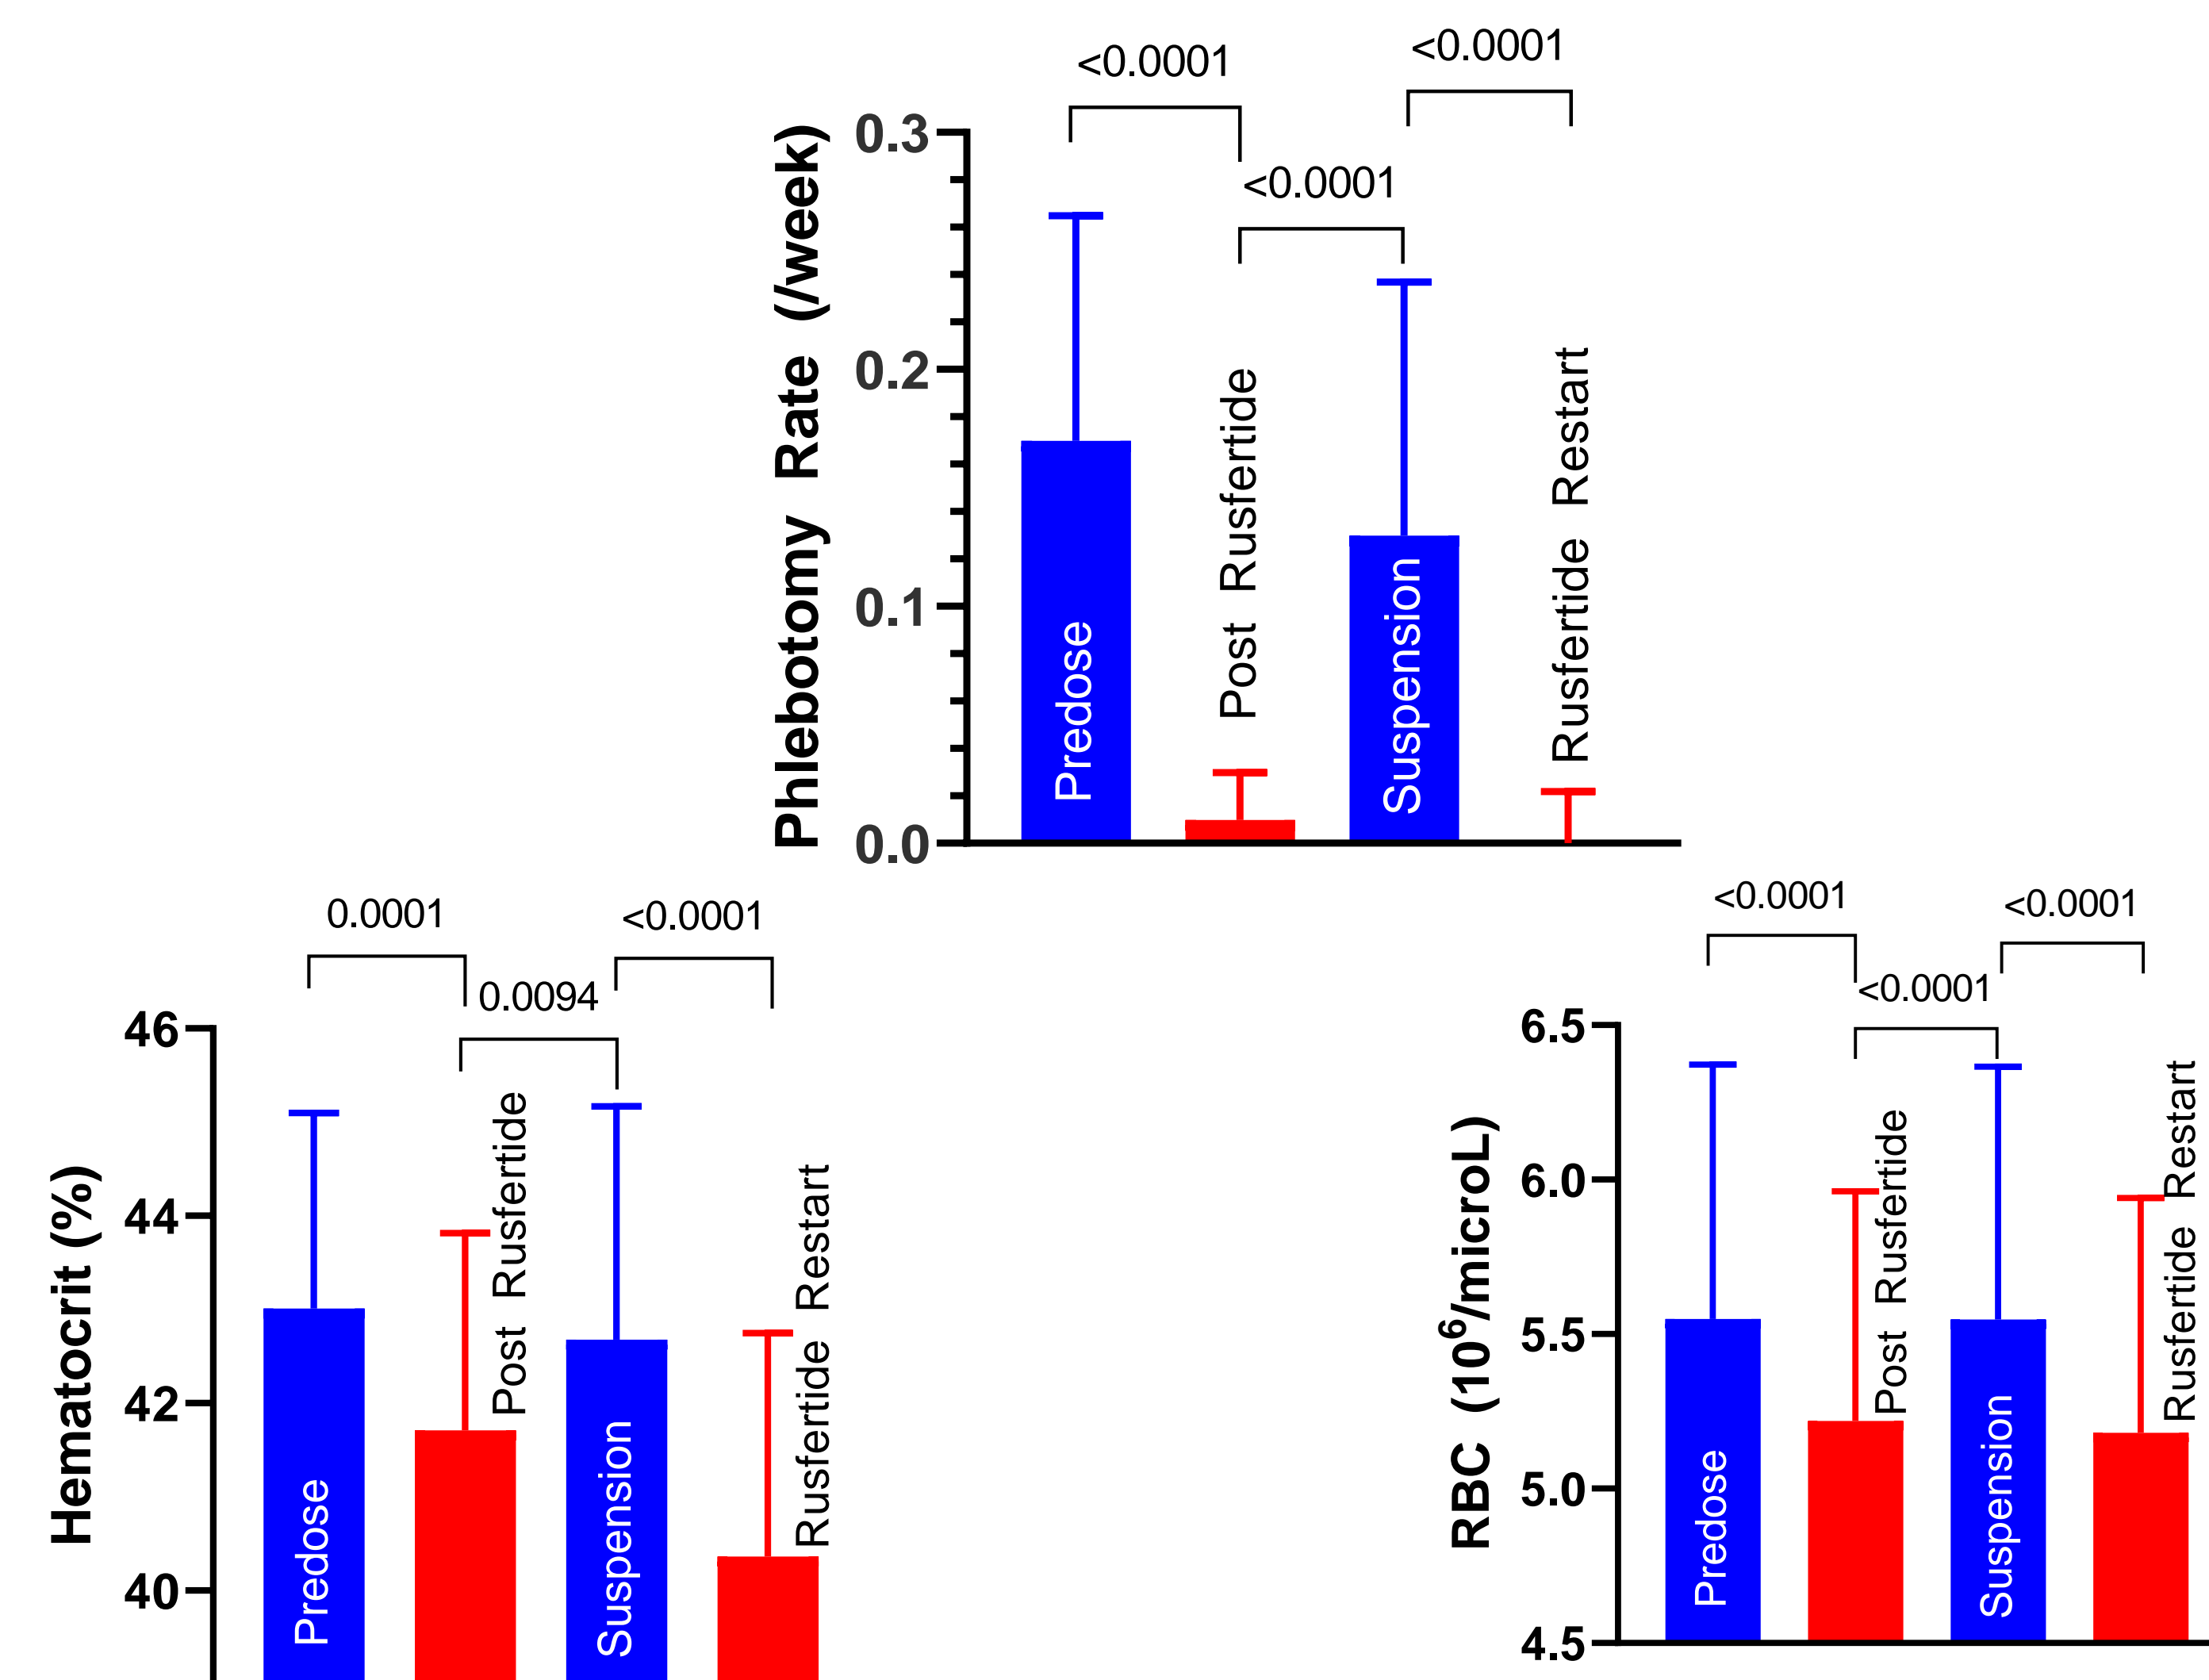 <0.0001
<0.0001
<0.0001
Phlebotomy Rate (/week)
0.3
0.2
0.1
0.0
Predose
Post Rusfertide
Suspension
Rusfertide Restart
0.0001
<0.0001
0.0094
Hematocrit (%)
46
44
42
40
Predose
Post Rusfertide
Suspension
Rusfertide Restart
<0.0001
<0.0001
<0.0001
RBC (10⁶/microL)
6.5
6.0
5.5
5.0
4.5
Predose
Post Rusfertide
Suspension
Rusfertide Restart